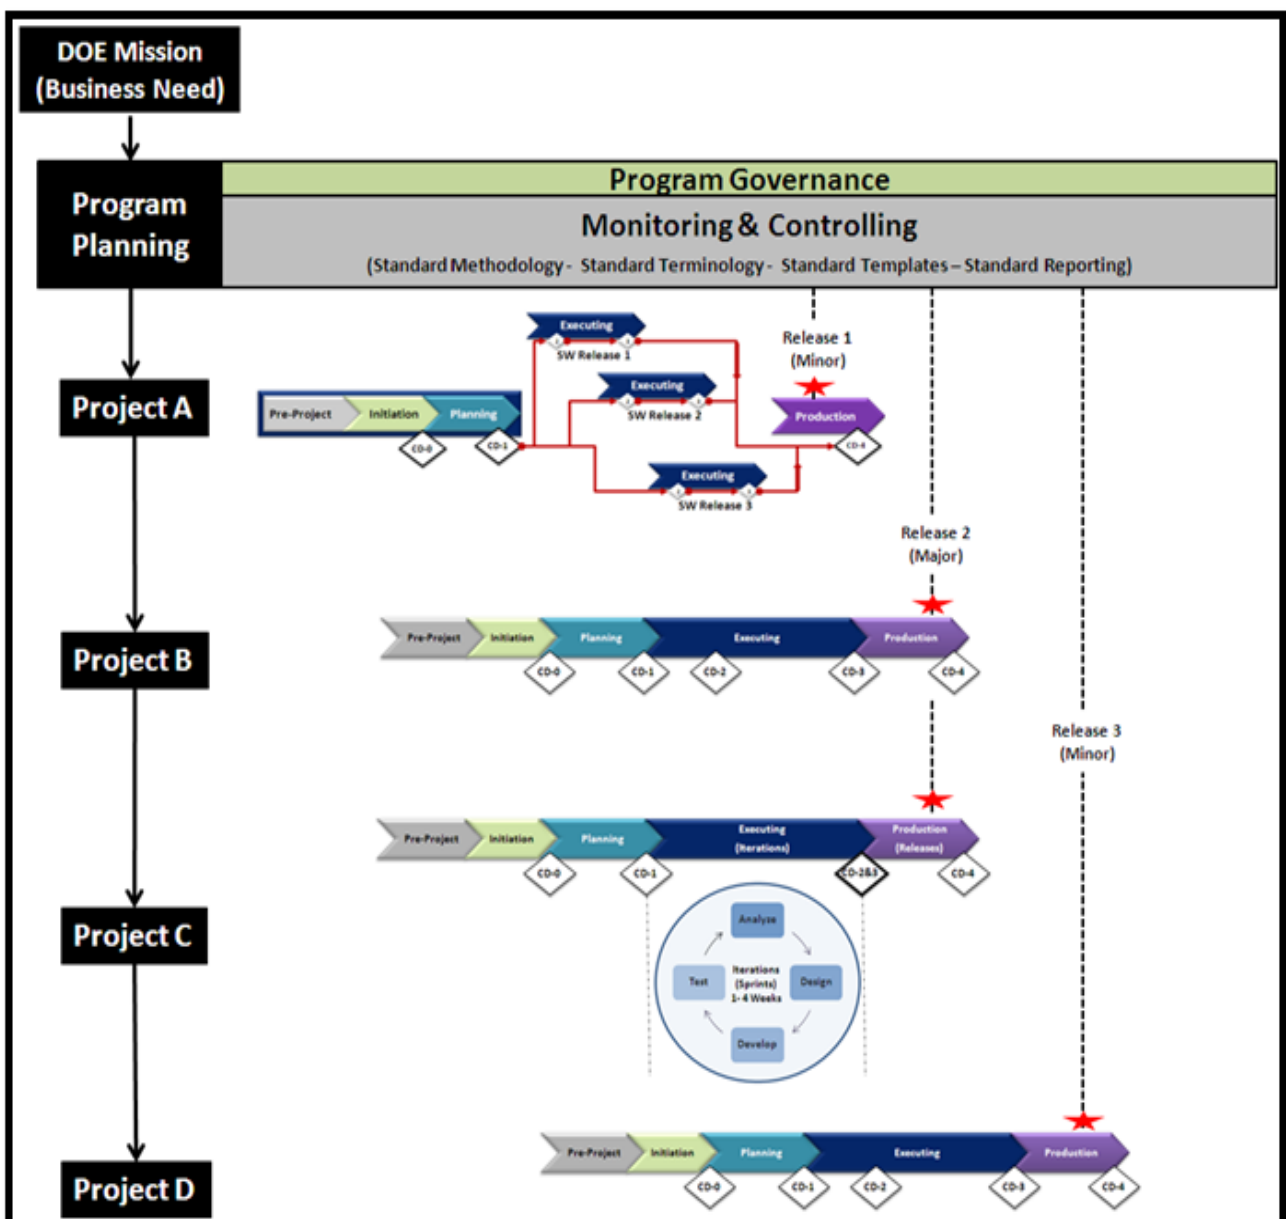 DOE Mission
(Business Need)
Program
Planning
Program Governance
Monitoring & Controlling
(Standard Methodology - Standard Terminology - Standard Templates – Standard Reporting)
Project A
Pre-Project
Initiation
Planning
CD-0
CD-1
Executing
SW Release 1
Executing
SW Release 2
Executing
SW Release 3
Release 1
(Minor)
Production
CD-4
Release 2
(Major)
Project B
Pre-Project
Initiation
Planning
Executing
Production
CD-0
CD-1
CD-2
CD-3
CD-4
Release 3
(Minor)
Project C
Pre-Project
Initiation
Planning
Executing
(Iterations)
Production
(Releases)
CD-0
CD-1
CD-2&3
CD-4
Analyze
Test
Iterations
(Sprints)
1- 4 Weeks
Design
Develop
Project D
Pre-Project
Initiation
Planning
Executing
Production
CD-0
CD-1
CD-2
CD-3
CD-4